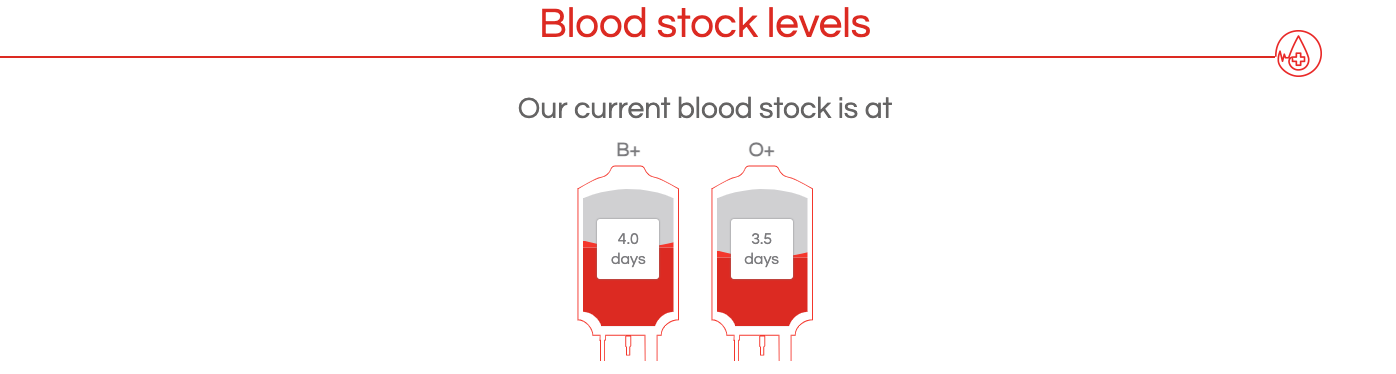 Blood stock levels
Our current blood stock is at
B+ O+
4.0 3.5
days days